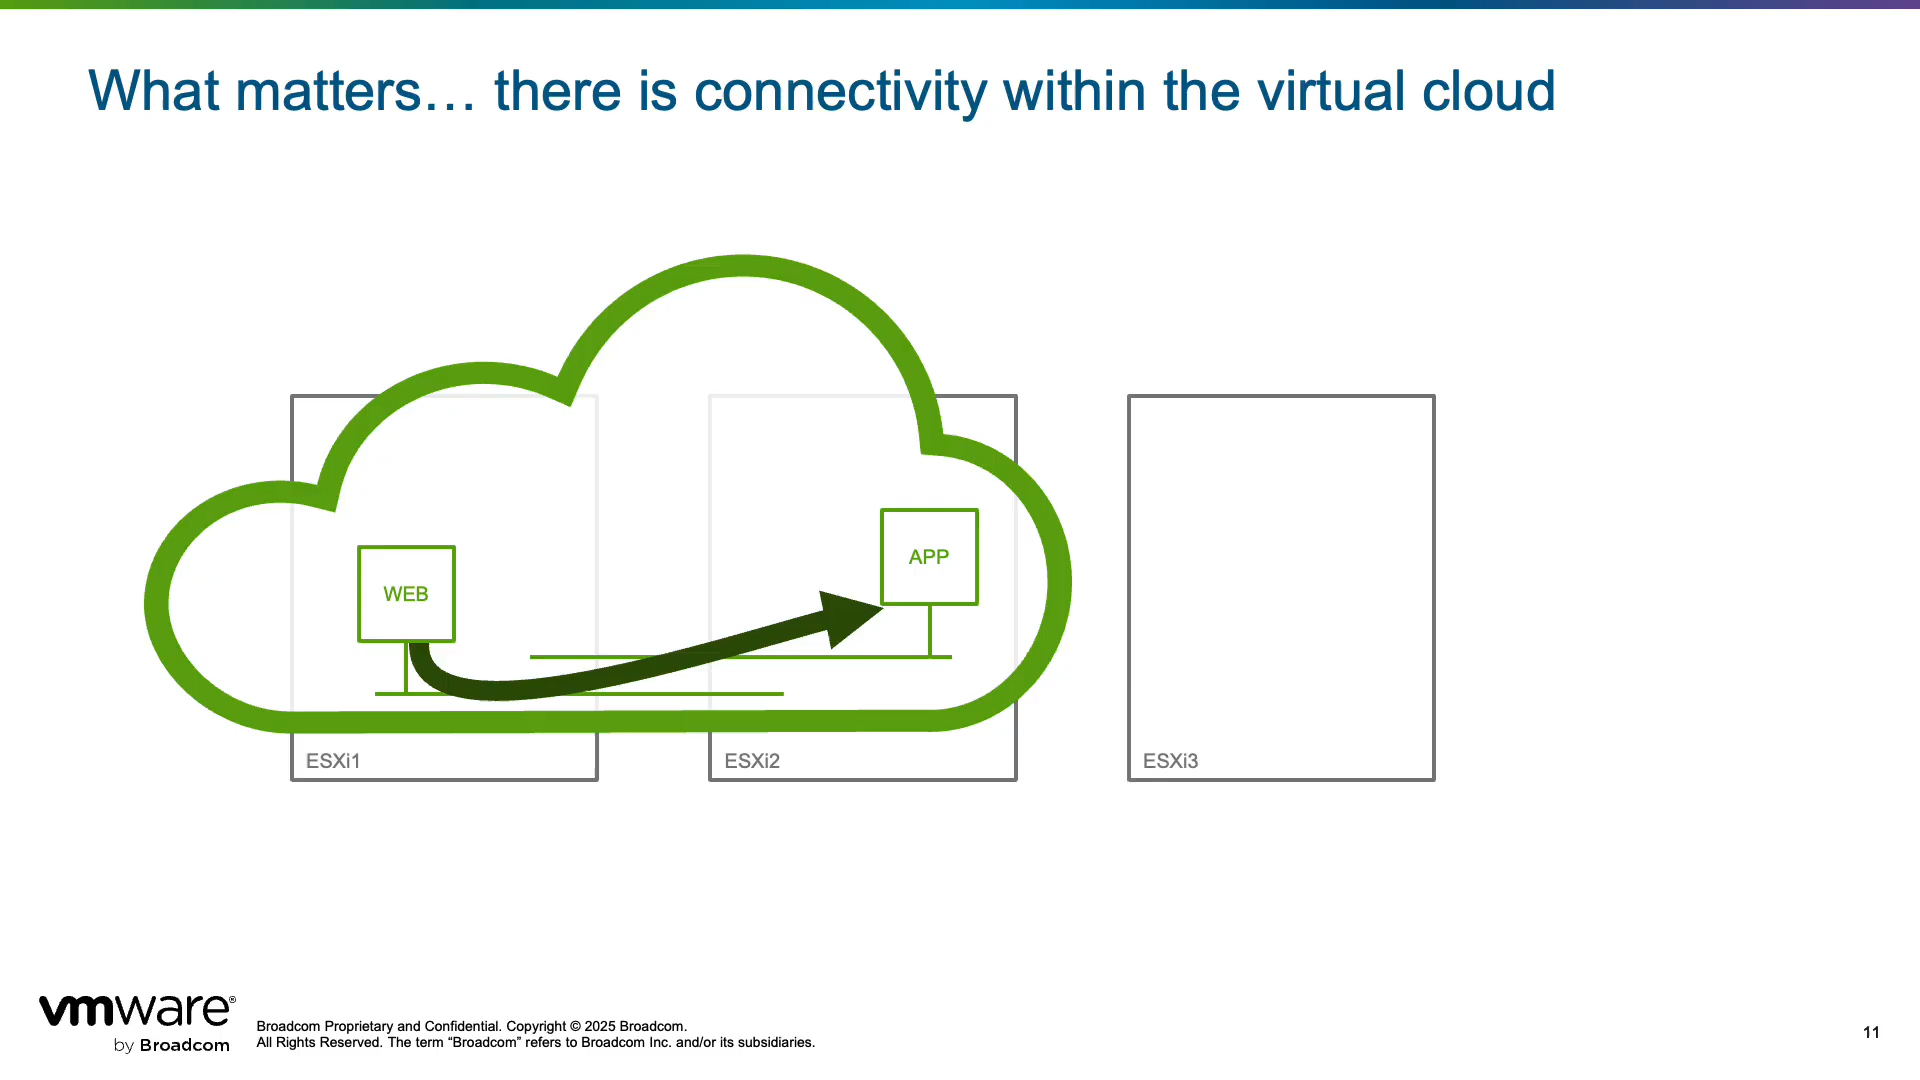 What matters… there is connectivity within the virtual cloud
WEB
APP
ESXi1
ESXi2
ESXi3
vmware®
by Broadcom
Broadcom Proprietary and Confidential. Copyright © 2025 Broadcom.
All Rights Reserved. The term “Broadcom” refers to Broadcom Inc. and/or its subsidiaries.
11